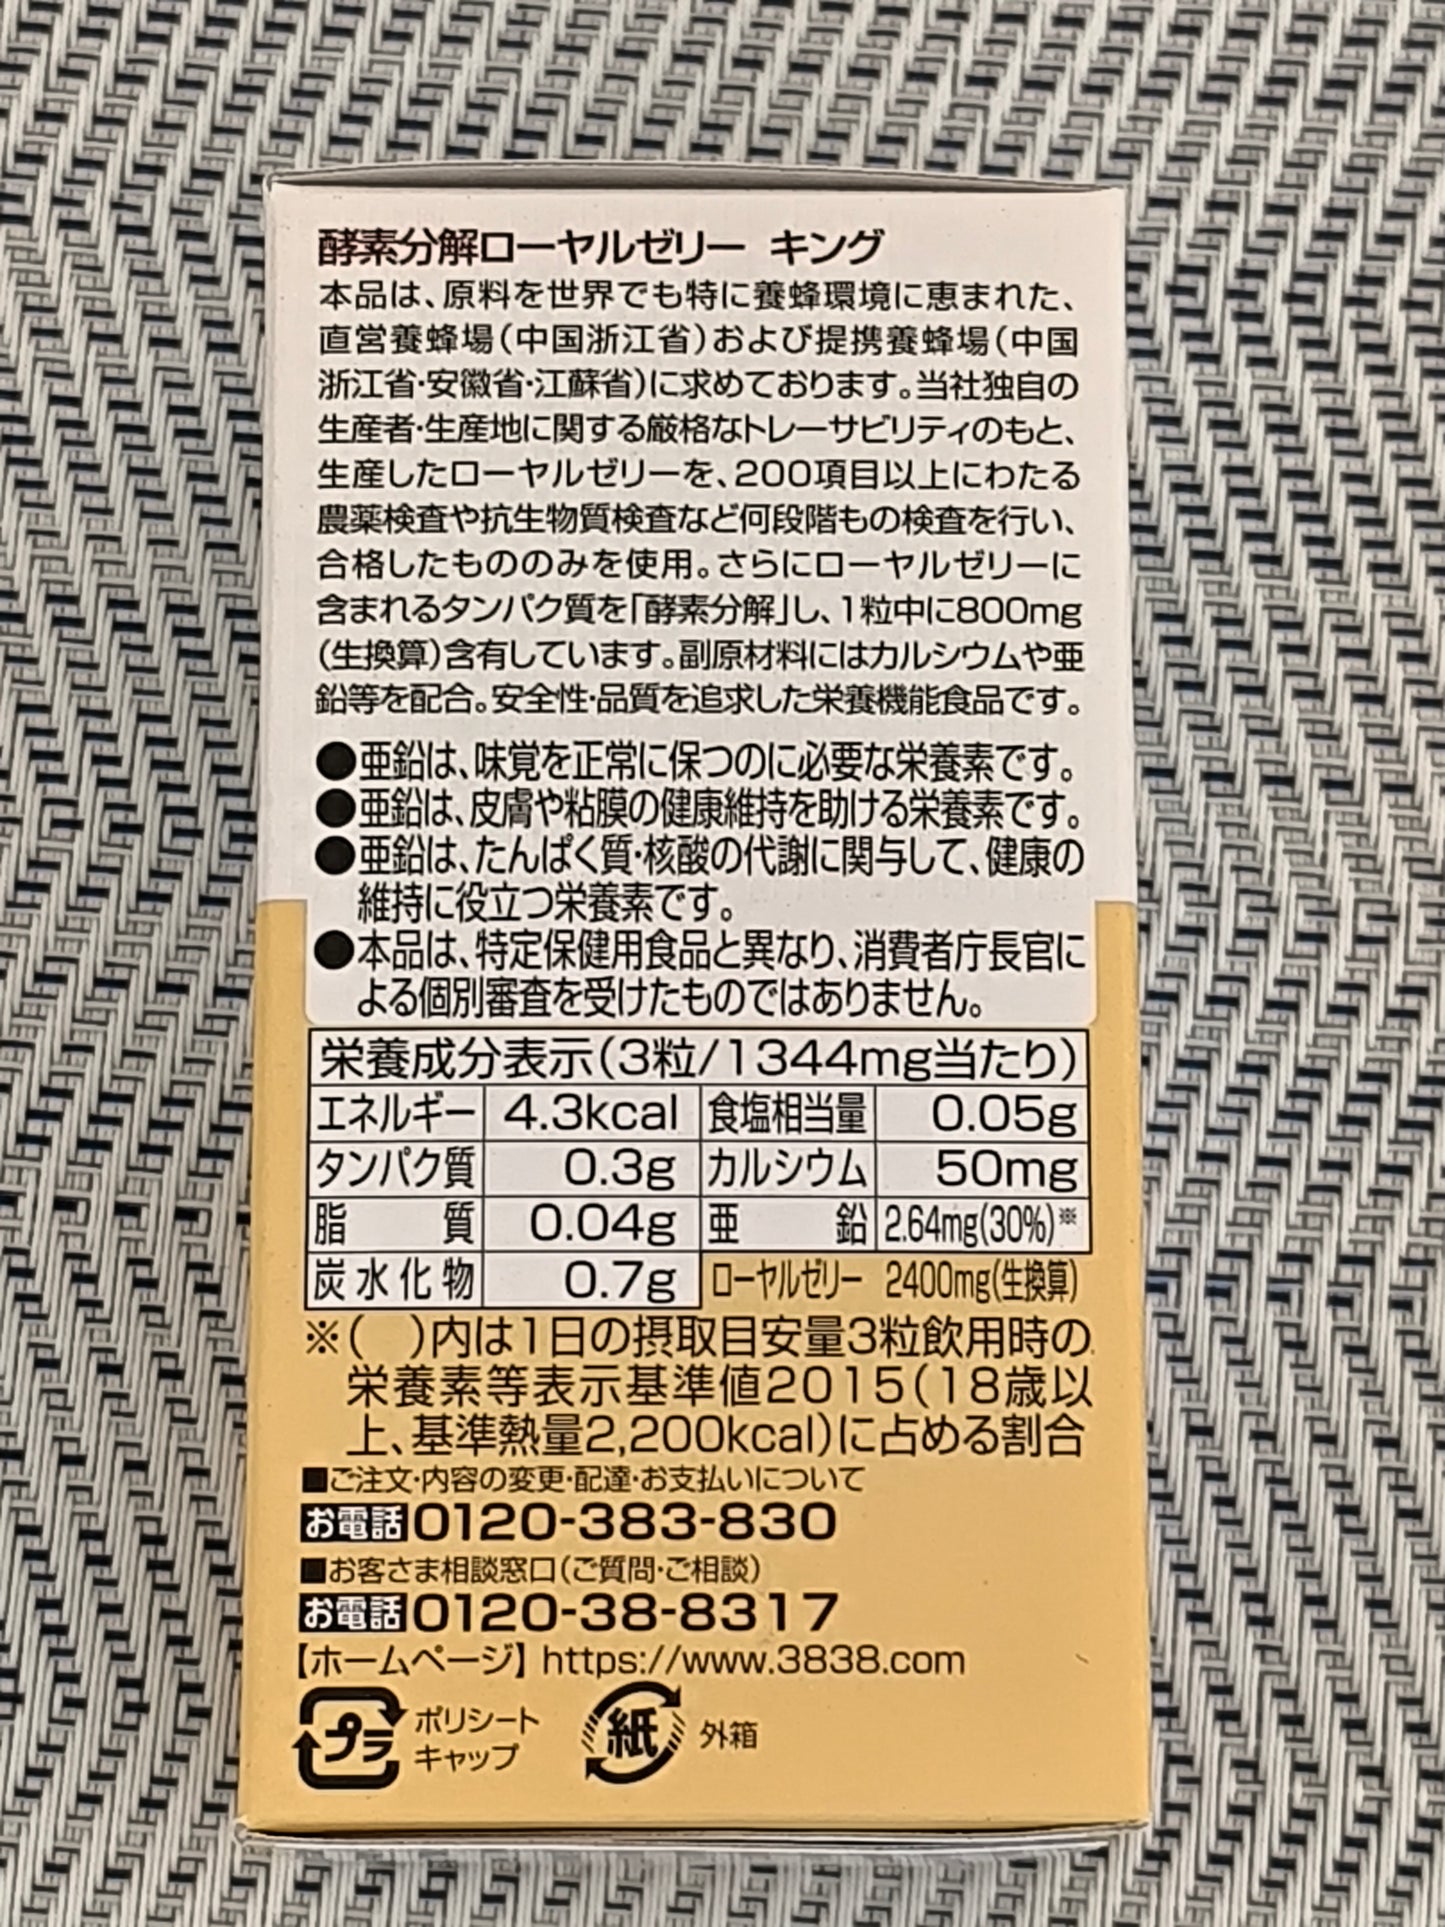 酵素分解ローヤルゼリー キング
本品は、原料を世界でも特に養蜂環境に恵まれた、
直営養蜂場(中国浙江省)および提携養蜂場(中国
浙江省・安徽省・江蘇省)に求めております。当社独自の
生産者・生産地に関する厳格なトレーサビリティのもと、
生産したローヤルゼリーを、200項目以上にわたる
農薬検査や抗生物質検査など何段階もの検査を行い、
合格したもののみを使用。さらにローヤルゼリーに
含まれるタンパク質を「酵素分解」し、1粒中に800mg
(生換算)含有しています。副原材料にはカルシウムや亜
鉛等を配合。安全性・品質を追求した栄養機能食品です。
●亜鉛は、味覚を正常に保つのに必要な栄養素です。
●亜鉛は、皮膚や粘膜の健康維持を助ける栄養素です。
●亜鉛は、たんぱく質・核酸の代謝に関与して、健康の
維持に役立つ栄養素です。
●本品は、特定保健用食品と異なり、消費者庁長官に
よる個別審査を受けたものではありません。
栄養成分表示(3粒/1344mg当たり)
エネルギー 4.3kcal 食塩相当量 0.05g
タンパク質 0.3g カルシウム 50mg
脂質 0.04g 亜鉛 2.64mg(30%)※
炭水化物 0.7g ローヤルゼリー 2400mg(生換算)
※( )内は1日の摂取目安量3粒飲用時の
栄養素等表示基準値2015(18歳以
上、基準熱量2,200kcal)に占める割合
■ご注文・内容の変更・配達・お支払いについて
お電話 0120-383-830
■お客さま相談窓口(ご質問・ご相談)
お電話 0120-38-8317
【ホームページ】https://www.3838.com
プラ ポリシート 紙 外箱
キャップ